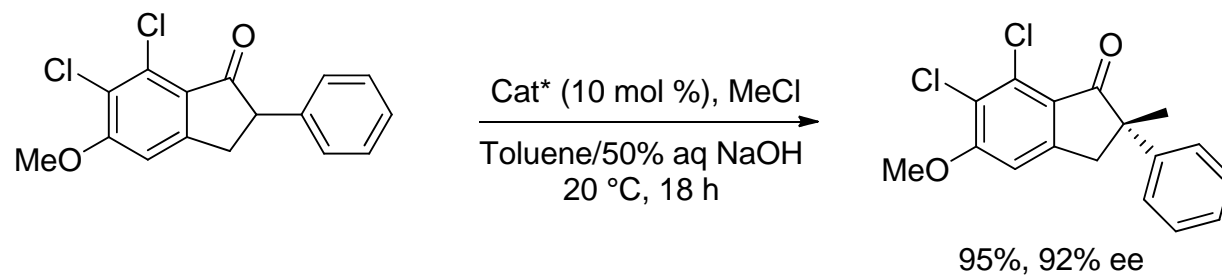 Cl
Cl
O
MeO
Cat* (10 mol %), MeCl
Toluene/50% aq NaOH
20 °C, 18 h
Cl
Cl
O
MeO
95%, 92% ee